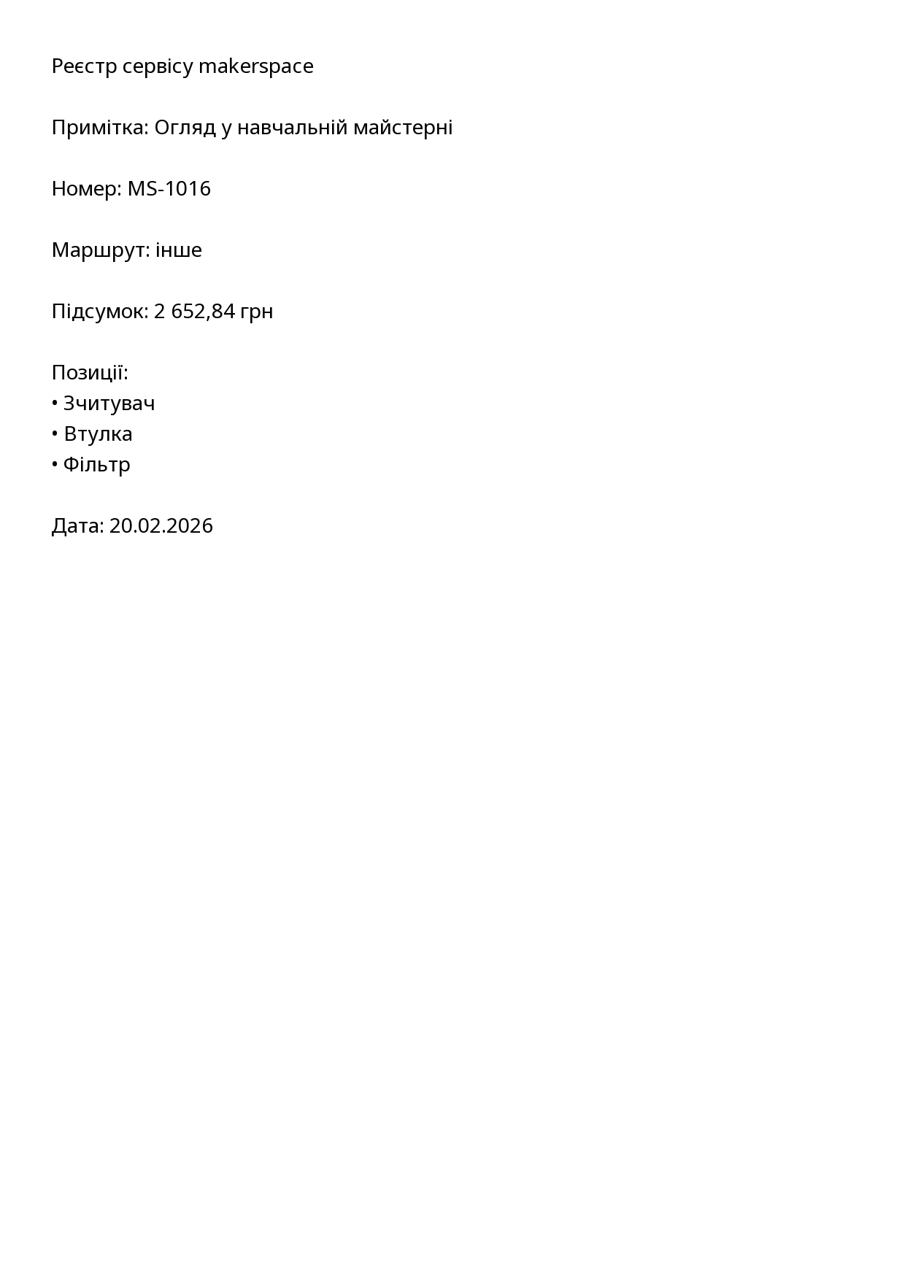 Реєстр сервісу makerspace
Примітка: Огляд у навчальній майстерні
Номер: MS-1016
Маршрут: інше
Підсумок: 2 652,84 грн
Позиції:
• Зчитувач
• Втулка
• Фільтр
Дата: 20.02.2026